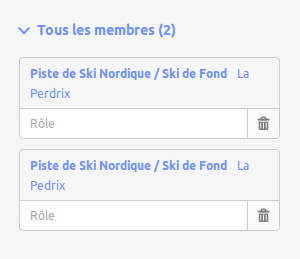 Tous les membres (2)
Piste de Ski Nordique / Ski de Fond La
Perdrix
Rôle
Piste de Ski Nordique / Ski de Fond La
Pedrix
Rôle